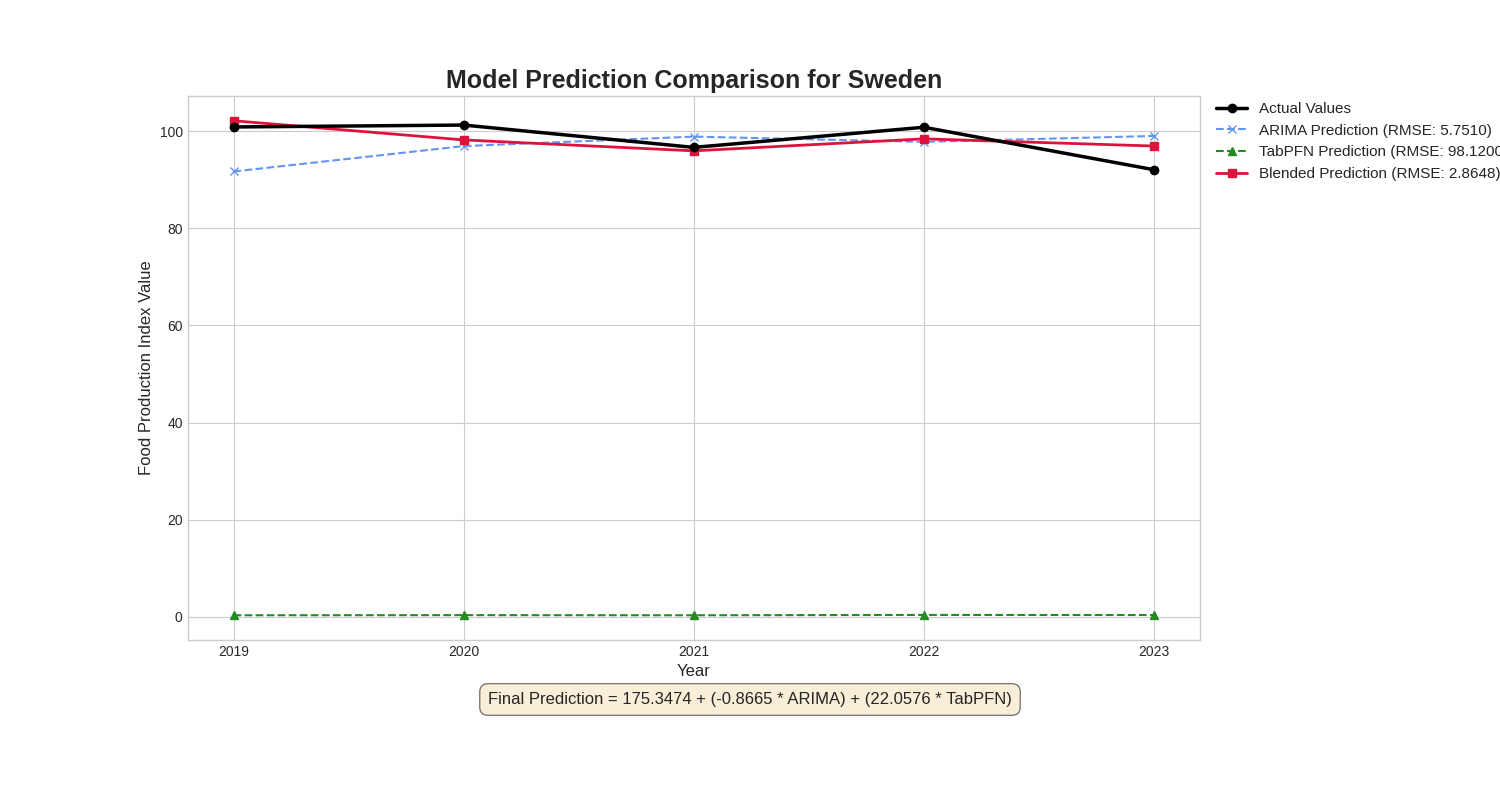 Model Prediction Comparison for Sweden
Actual Values
ARIMA Prediction (RMSE: 5.7510)
TabPFN Prediction (RMSE: 98.1200
Blended Prediction (RMSE: 2.8648)
Food Production Index Value
100
80
60
40
20
0
2019 2020 2021 2022 2023
Year
Final Prediction = 175.3474 + (-0.8665 * ARIMA) + (22.0576 * TabPFN)